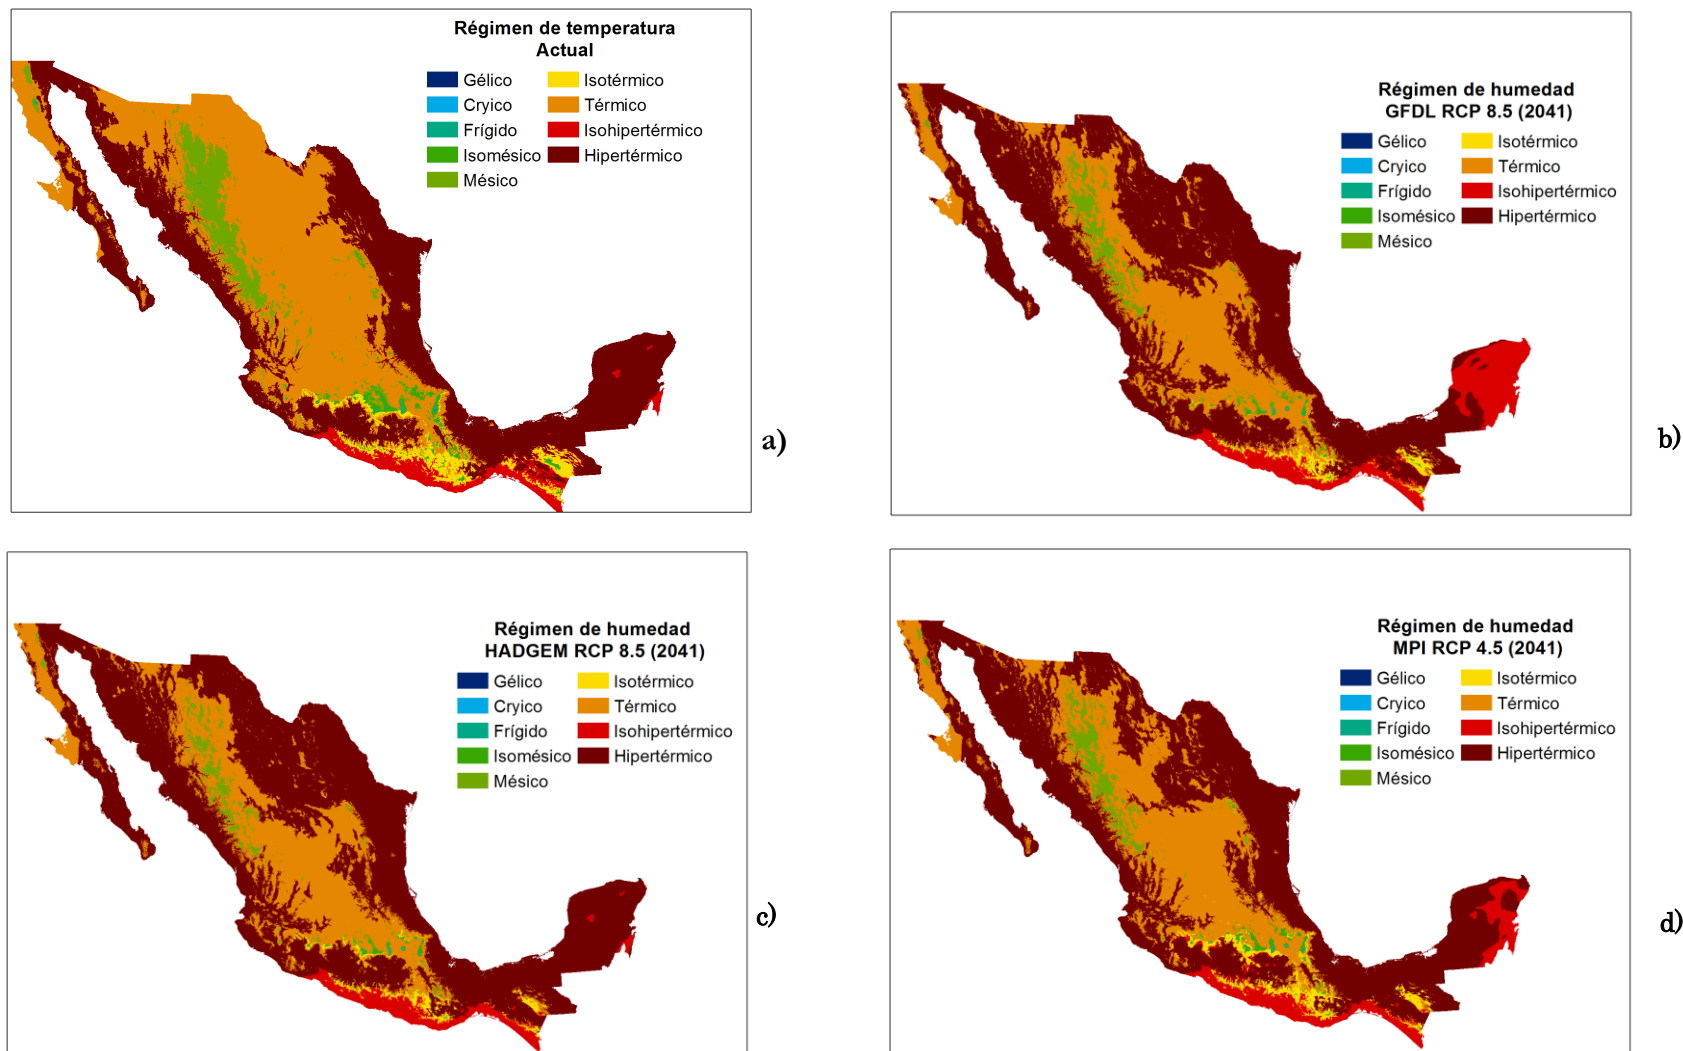 Régimen de temperatura
Actual
Gélico Isotérmico
Cryico Térmico
Frígido Isohipertérmico
Isomésico Hipertérmico
Mésico
a)
Régimen de humedad
GFDL RCP 8.5 (2041)
Gélico Isotérmico
Cryico Térmico
Frígido Isohipertérmico
Isomésico Hipertérmico
Mésico
b)
Régimen de humedad
HADGEM RCP 8.5 (2041)
Gélico Isotérmico
Cryico Térmico
Frígido Isohipertérmico
Isomésico Hipertérmico
Mésico
c)
Régimen de humedad
MPI RCP 4.5 (2041)
Gélico Isotérmico
Cryico Térmico
Frígido Isohipertérmico
Isomésico Hipertérmico
Mésico
d)